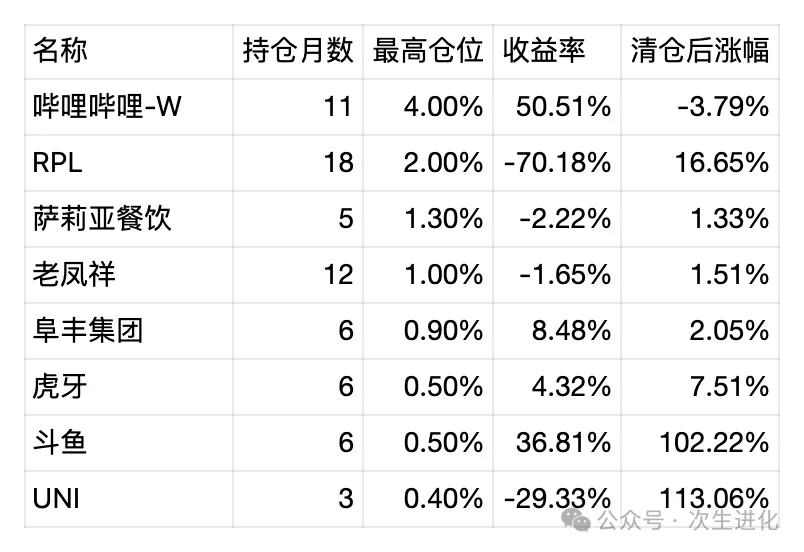 名称 持仓月数 最高仓位 收益率 清仓后涨幅
哔哩哔哩-W 11 4.00% 50.51% -3.79%
RPL 18 2.00% -70.18% 16.65%
萨莉亚餐饮 5 1.30% -2.22% 1.33%
老凤祥 12 1.00% -1.65% 1.51%
阜丰集团 6 0.90% 8.48% 2.05%
虎牙 6 0.50% 4.32% 7.51%
斗鱼 6 0.50% 36.81% 102.22%
UNI 3 0.40% -29.33% 113.06%
公众号 · 次生进化